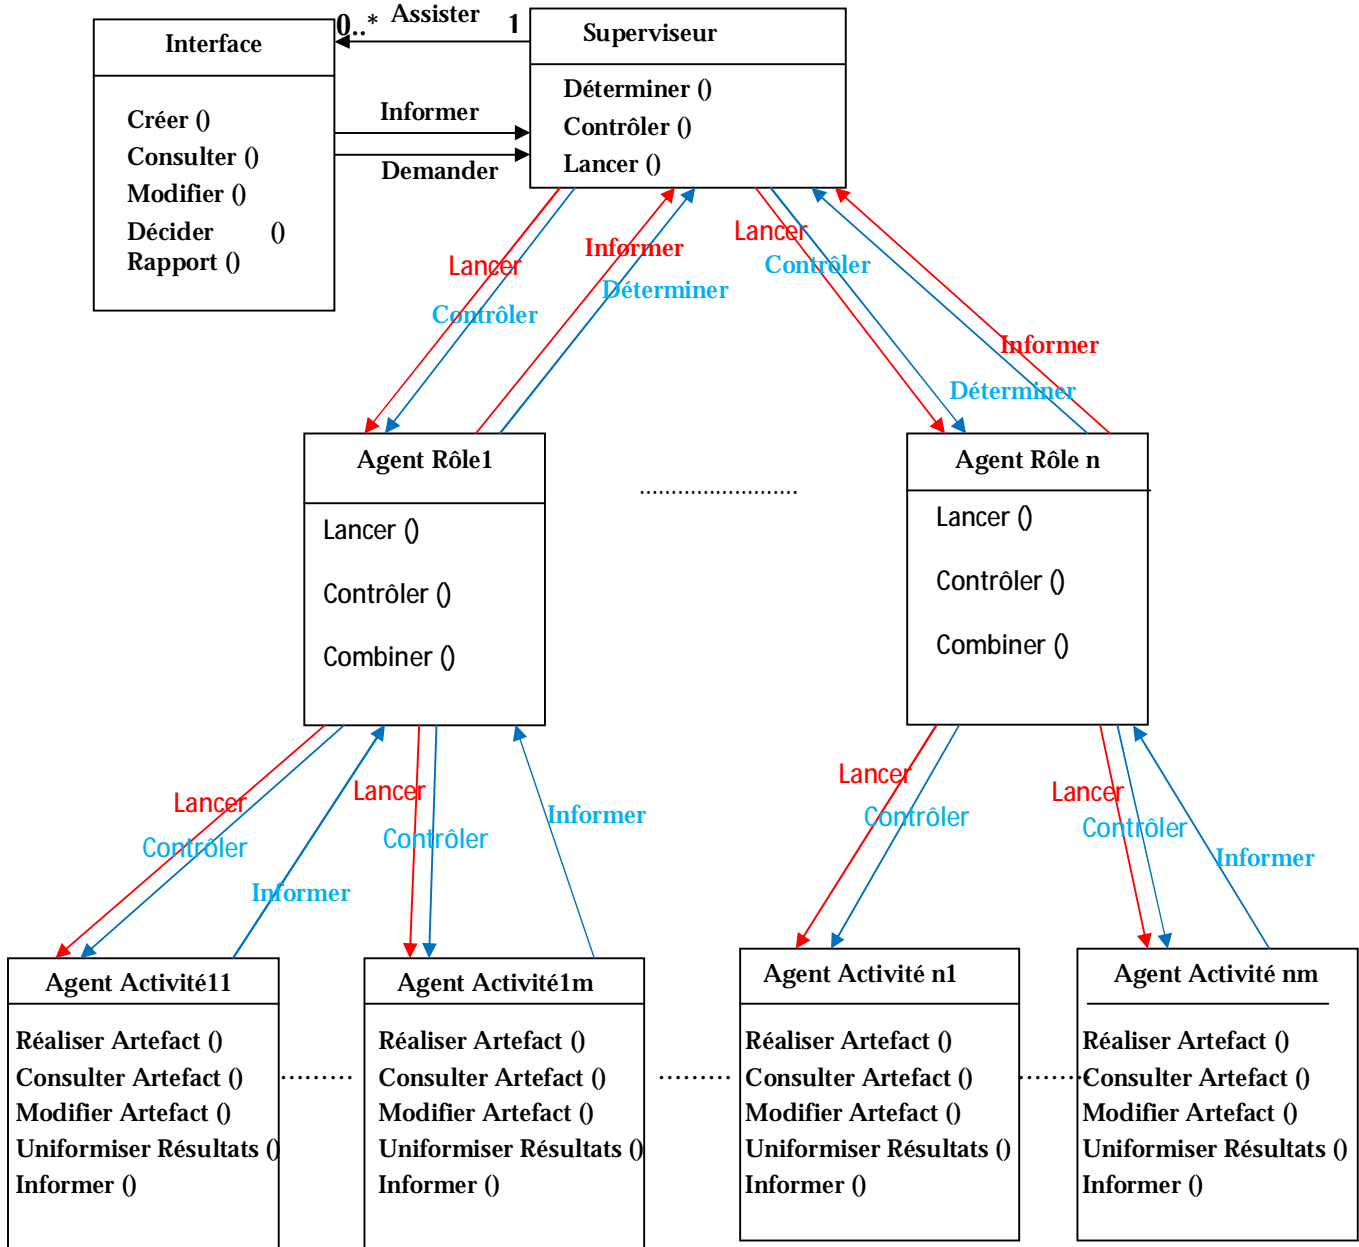 0..* Assister 1
Interface
Superviseur
Créer ()
Consulter ()
Modifier ()
Décider ()
Rapport ()
Informer
Demander
Déterminer ()
Contrôler ()
Lancer ()
Lancer
Contrôler
Informer
Déterminer
Lancer
Contrôler
Informer
Déterminer
Agent Rôle1
Lancer ()
Contrôler ()
Combiner ()
.........................
Agent Rôle n
Lancer ()
Contrôler ()
Combiner ()
Lancer
Contrôler
Informer
Lancer
Contrôler
Informer
Lancer
Contrôler
Lancer
Contrôler
Informer
Agent Activité11
Réaliser Artefact ()
Consulter Artefact ()
Modifier Artefact ()
Uniformiser Résultats ()
Informer ()
.........
Agent Activité1m
Réaliser Artefact ()
Consulter Artefact ()
Modifier Artefact ()
Uniformiser Résultats ()
Informer ()
.........
Agent Activité n1
Réaliser Artefact ()
Consulter Artefact ()
Modifier Artefact ()
Uniformiser Résultats ()
Informer ()
.........
Agent Activité nm
Réaliser Artefact ()
Consulter Artefact ()
Modifier Artefact ()
Uniformiser Résultats ()
Informer ()